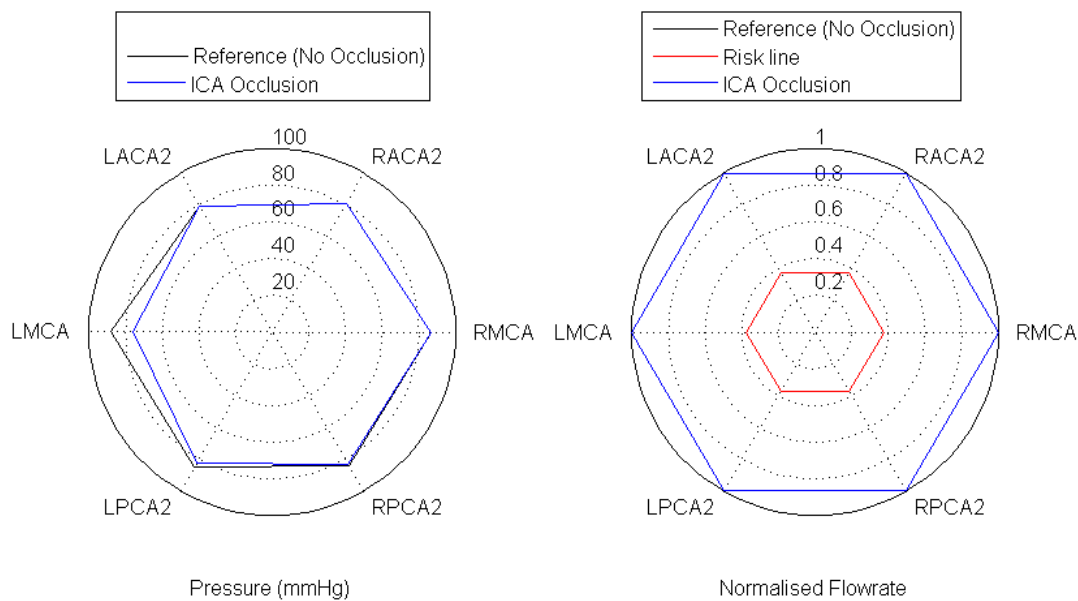 Reference (No Occlusion)
ICA Occlusion
100
80
60
40
20
LACA2
RACA2
LMCA
RMCA
LPCA2
RPCA2
Pressure (mmHg)
Reference (No Occlusion)
Risk line
ICA Occlusion
1
0.8
0.6
0.4
0.2
LACA2
RACA2
LMCA
RMCA
LPCA2
RPCA2
Normalised Flowrate